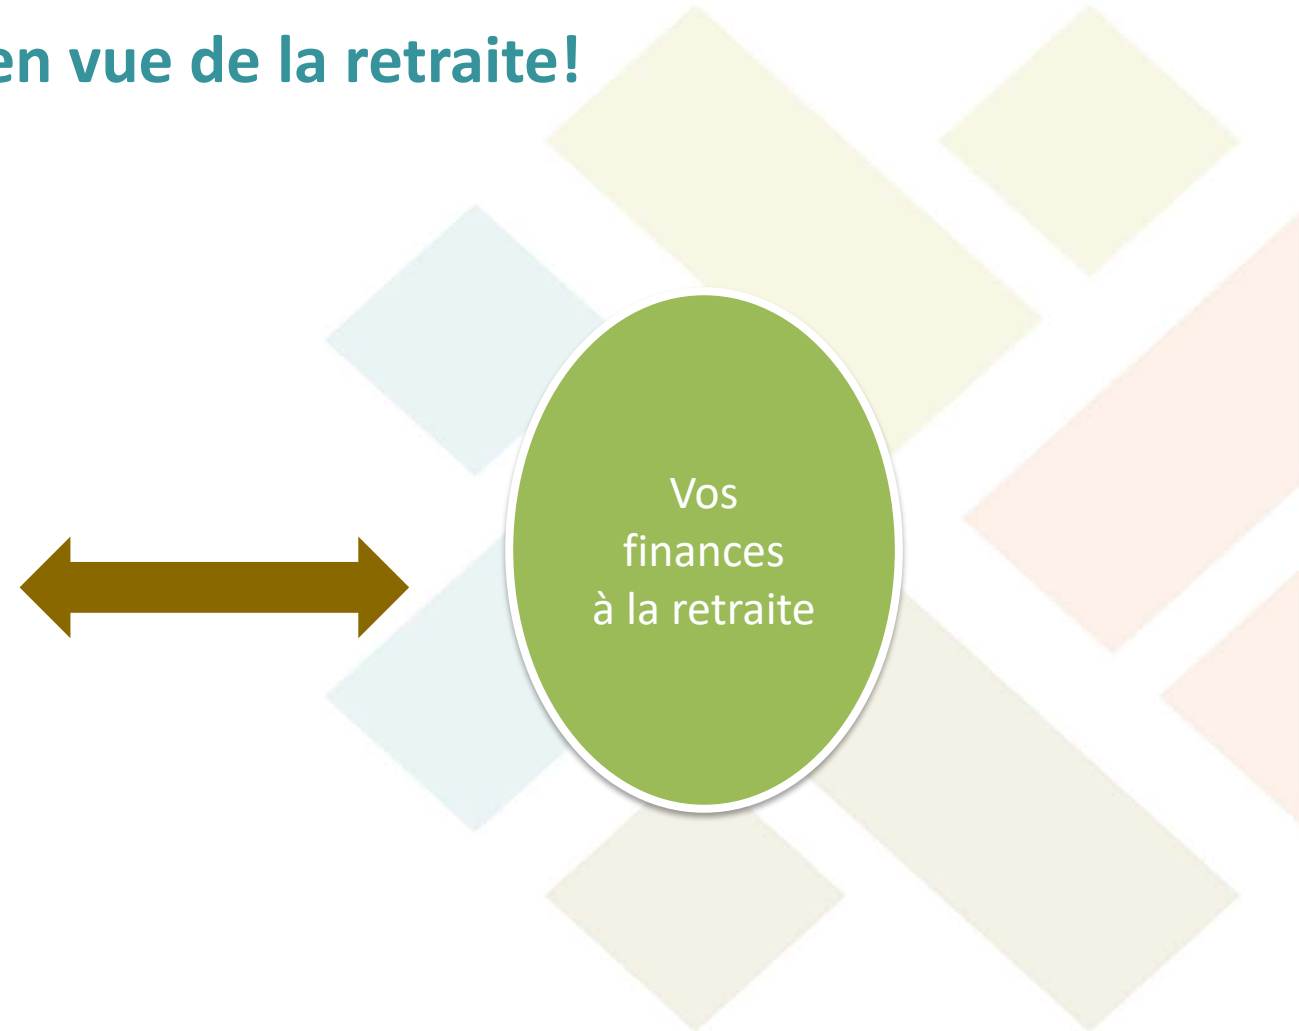 en vue de la retraite!
Vos
finances
à la retraite